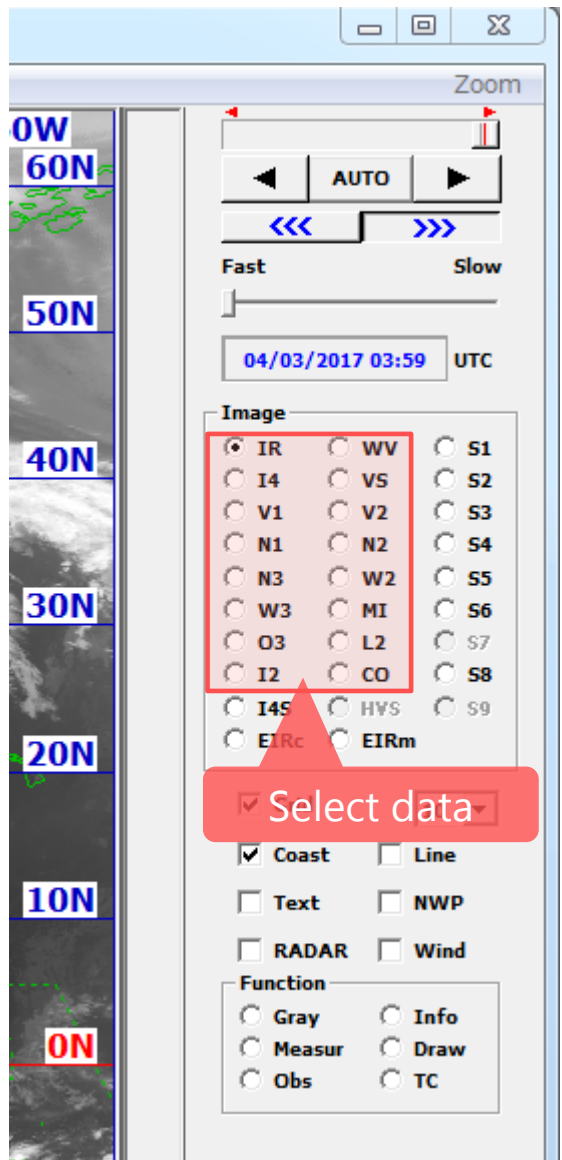 Zoom
0W
60N
AUTO
<<< >>>
Fast Slow
50N
04/03/2017 03:59 UTC
Image
IR WV S1
40N
I4 VS S2
V1 V2 S3
N1 N2 S4
N3 W2 S5
30N
W3 MI S6
O3 L2 S7
I2 CO S8
I4S HVS S9
EIRc EIRm
20N
Select data
Coast Line
10N
Text NWP
RADAR Wind
Function
Gray Info
0N
Measur Draw
Obs TC